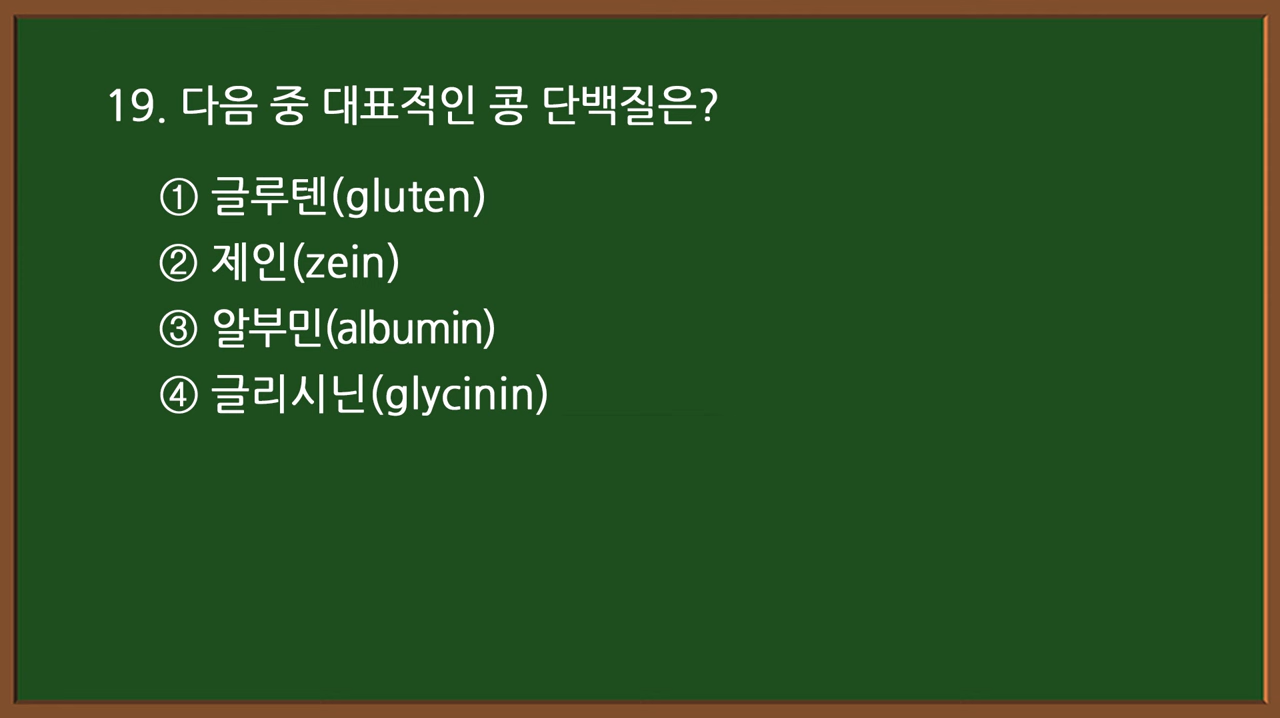 19. 다음 중 대표적인 콩 단백질은?
① 글루텐(gluten)
② 제인(zein)
③ 알부민(albumin)
④ 글리시닌(glycinin)